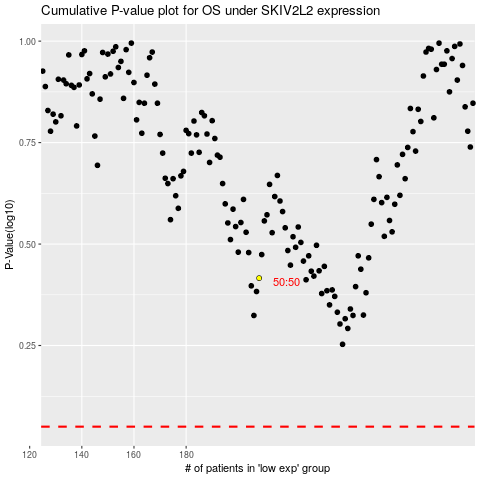 Cumulative P-value plot for OS under SKIV2L2 expression
1.00
0.75
0.50
0.25
P-Value(log10)
50:50
120 140 160 180
# of patients in 'low exp' group